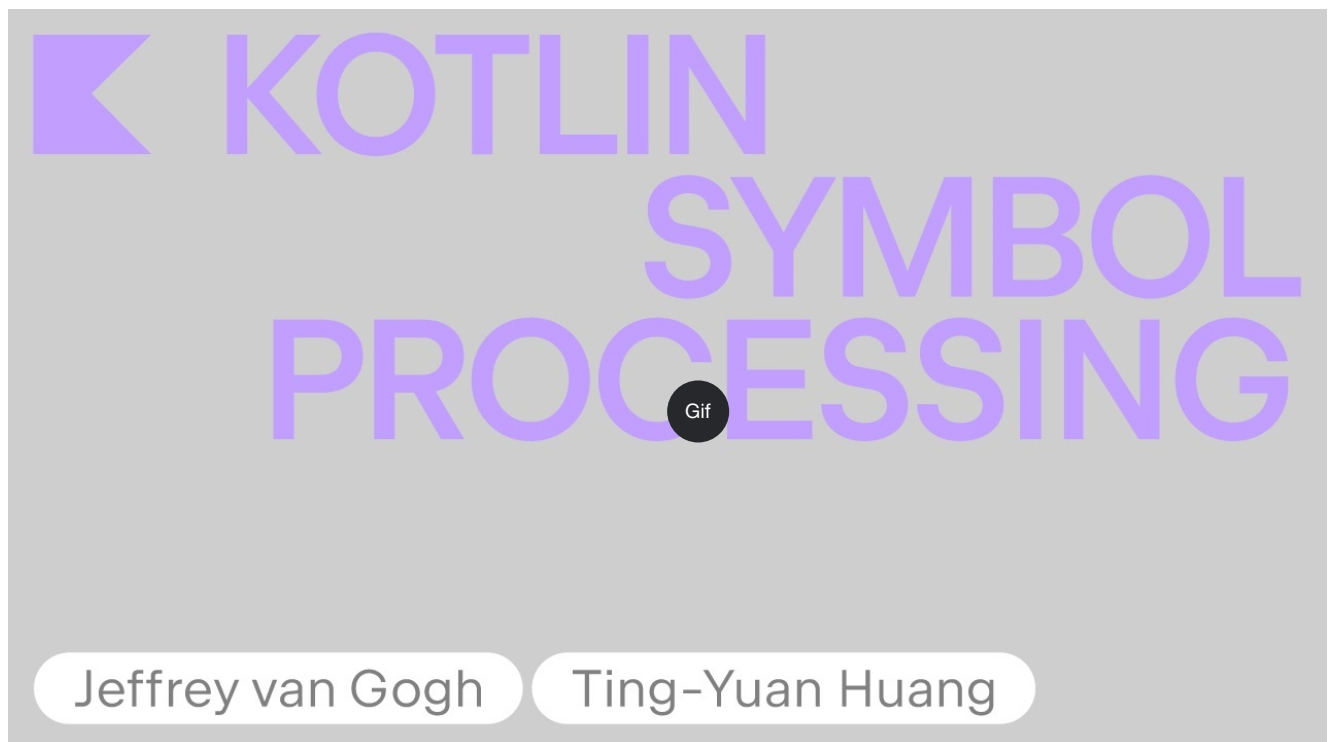 KOTLIN
SYMBOL
PROCESSING
Gif
Jeffrey van Gogh
Ting-Yuan Huang